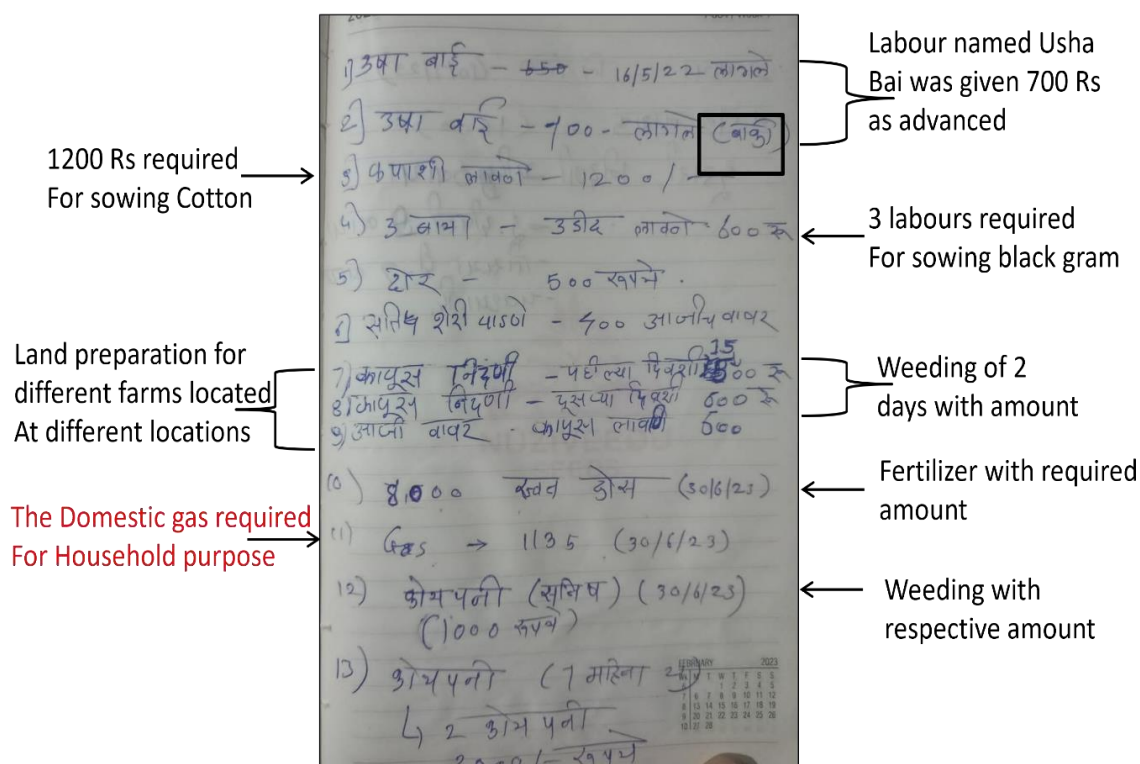 Labour named Usha
Bai was given 700 Rs
as advanced
1200 Rs required
For sowing Cotton
3 labours required
For sowing black gram
Land preparation for
different farms located
At different locations
Weeding of 2
days with amount
Fertilizer with required
amount
The Domestic gas required
For Household purpose
Weeding with
respective amount
1) उषा बाई - 650 - 16/5/22 लागले
2) उषा बाई - 700 - लागले (बाकी)
3) कपाशी लावणे - 1200/-
4) 3 बाया - उडीद लावणे 600 रू
5) दोर - 500 रूपये.
6) शेरी पाडणे - 400 आजीच वावर
7) कापूस निंदणी - पहील्या दिवशी 1500 रू
8) कापूस निंदणी - दूसऱ्या दिवशी 600 रू
9) आजी वावर कापूस लावणी 600
10) 8,000 खत डोस (30/6/23)
11) Gas → 1135 (30/6/23)
12) कोयपनी (30/6/23)
(1000 रूपये)
13) कोयपनी (7 महिना
↳ 2 कोयपनी
रूपये
FEBRUARY 2023